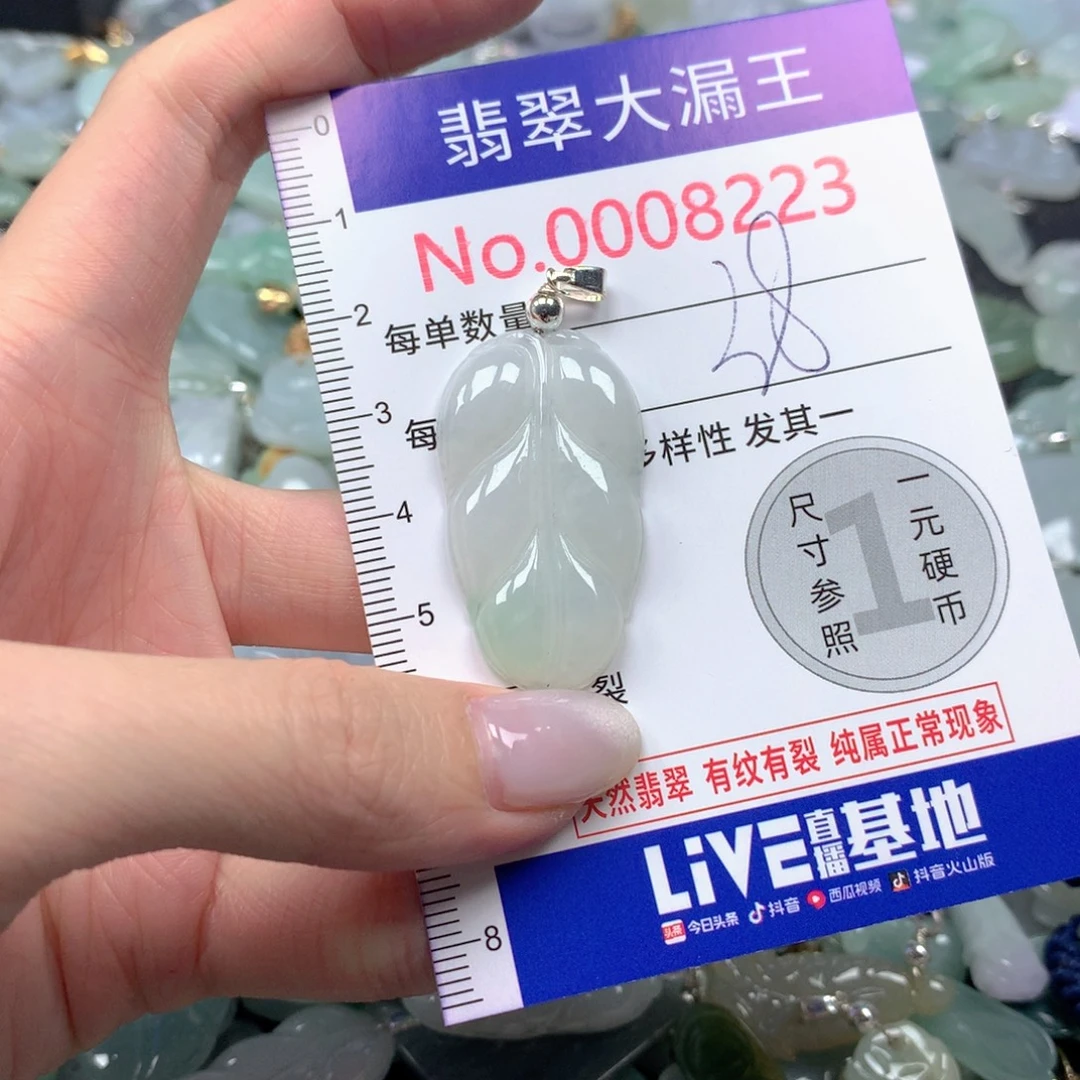 翡翠大漏王
No.0008223
每单数量
28
每
多样性 发其一
尺寸参照
1
一元硬币
裂
天然翡翠 有纹有裂 纯属正常现象
LiVE直播基地
头条 今日头条 抖音 西瓜视频 抖音火山版
0
1
2
3
4
5
8